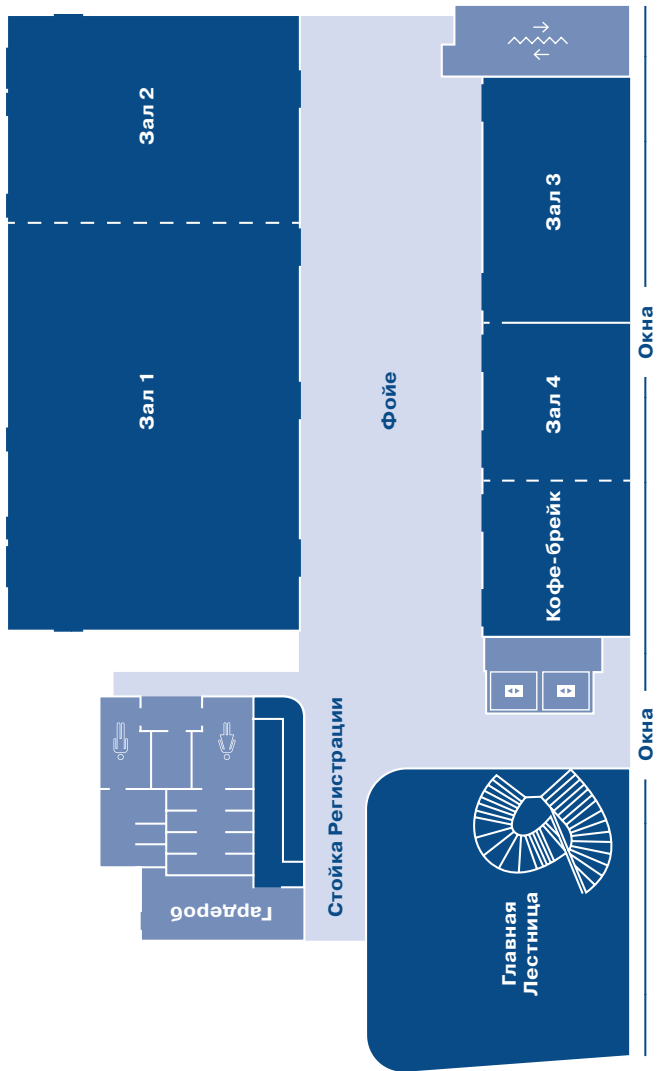 Зал 2
Зал 1
Фойе
Зал 3
Зал 4
Кофе-брейк
Окна
Окна
Стойка Регистрации
Гардероб
Главная
Лестница